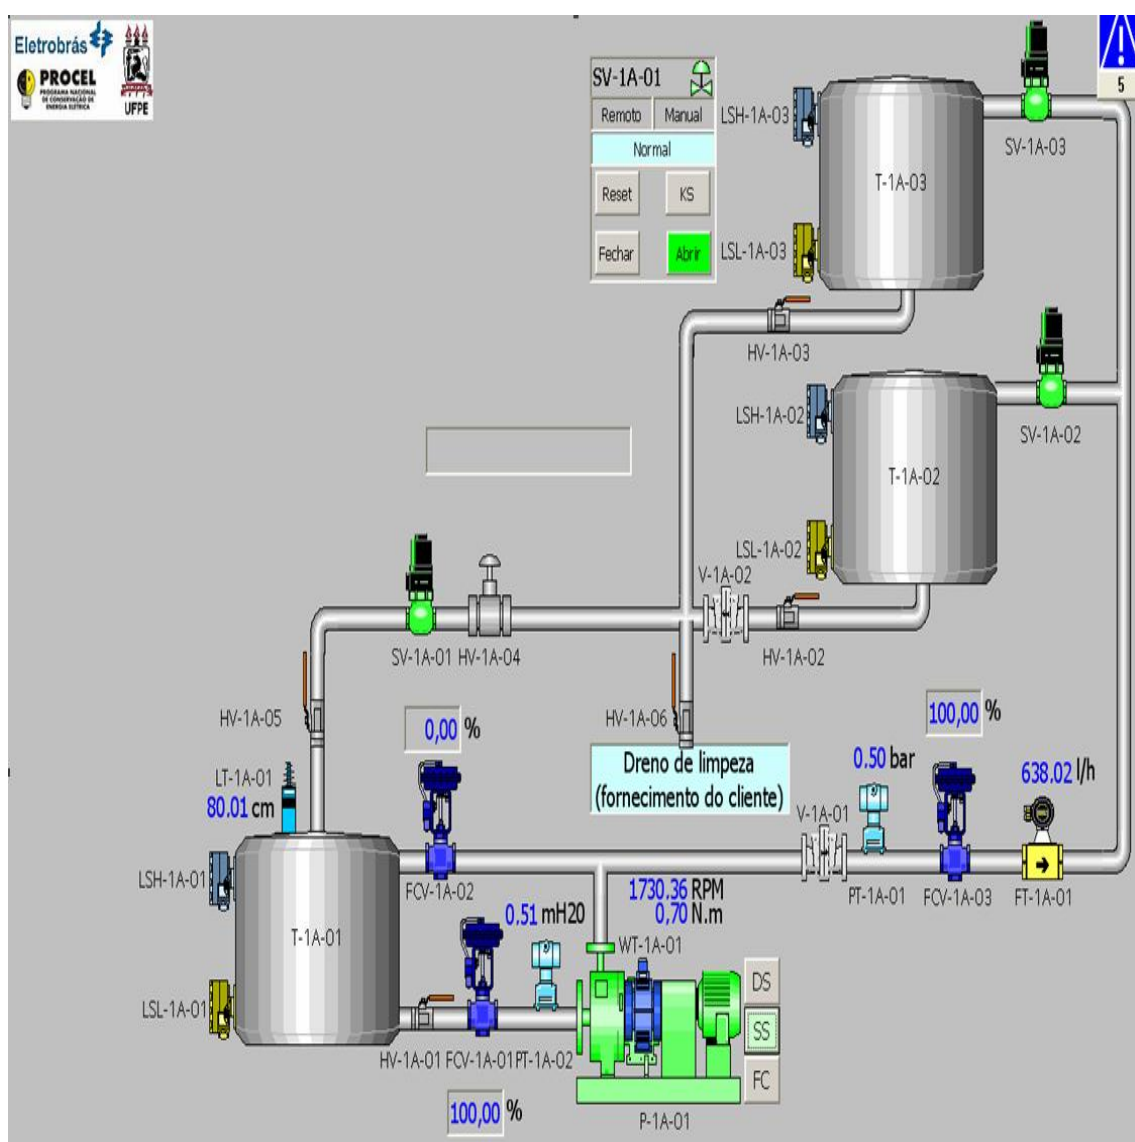 Eletrobrás
PROCEL
PROGRAMA NACIONAL
DE CONSERVAÇÃO DE
ENERGIA ELÉTRICA
UFPE
SV-1A-01
Remoto Manual
Normal
Reset KS
Fechar Abrir
5
LSH-1A-03
T-1A-03
SV-1A-03
LSL-1A-03
HV-1A-03
LSH-1A-02
SV-1A-02
T-1A-02
LSL-1A-02
V-1A-02
SV-1A-01 HV-1A-04
HV-1A-02
HV-1A-05
HV-1A-06
0,00 %
100,00 %
Dreno de limpeza
(fornecimento do cliente)
0.50 bar
638.02 l/h
LT-1A-01
80.01 cm
V-1A-01
LSH-1A-01
FCV-1A-02
1730.36 RPM
0,70 N.m
PT-1A-01 FCV-1A-03 FT-1A-01
0.51 mH20
T-1A-01
WT-1A-01
DS
LSL-1A-01
SS
HV-1A-01 FCV-1A-01 PT-1A-02
FC
100,00 %
P-1A-01